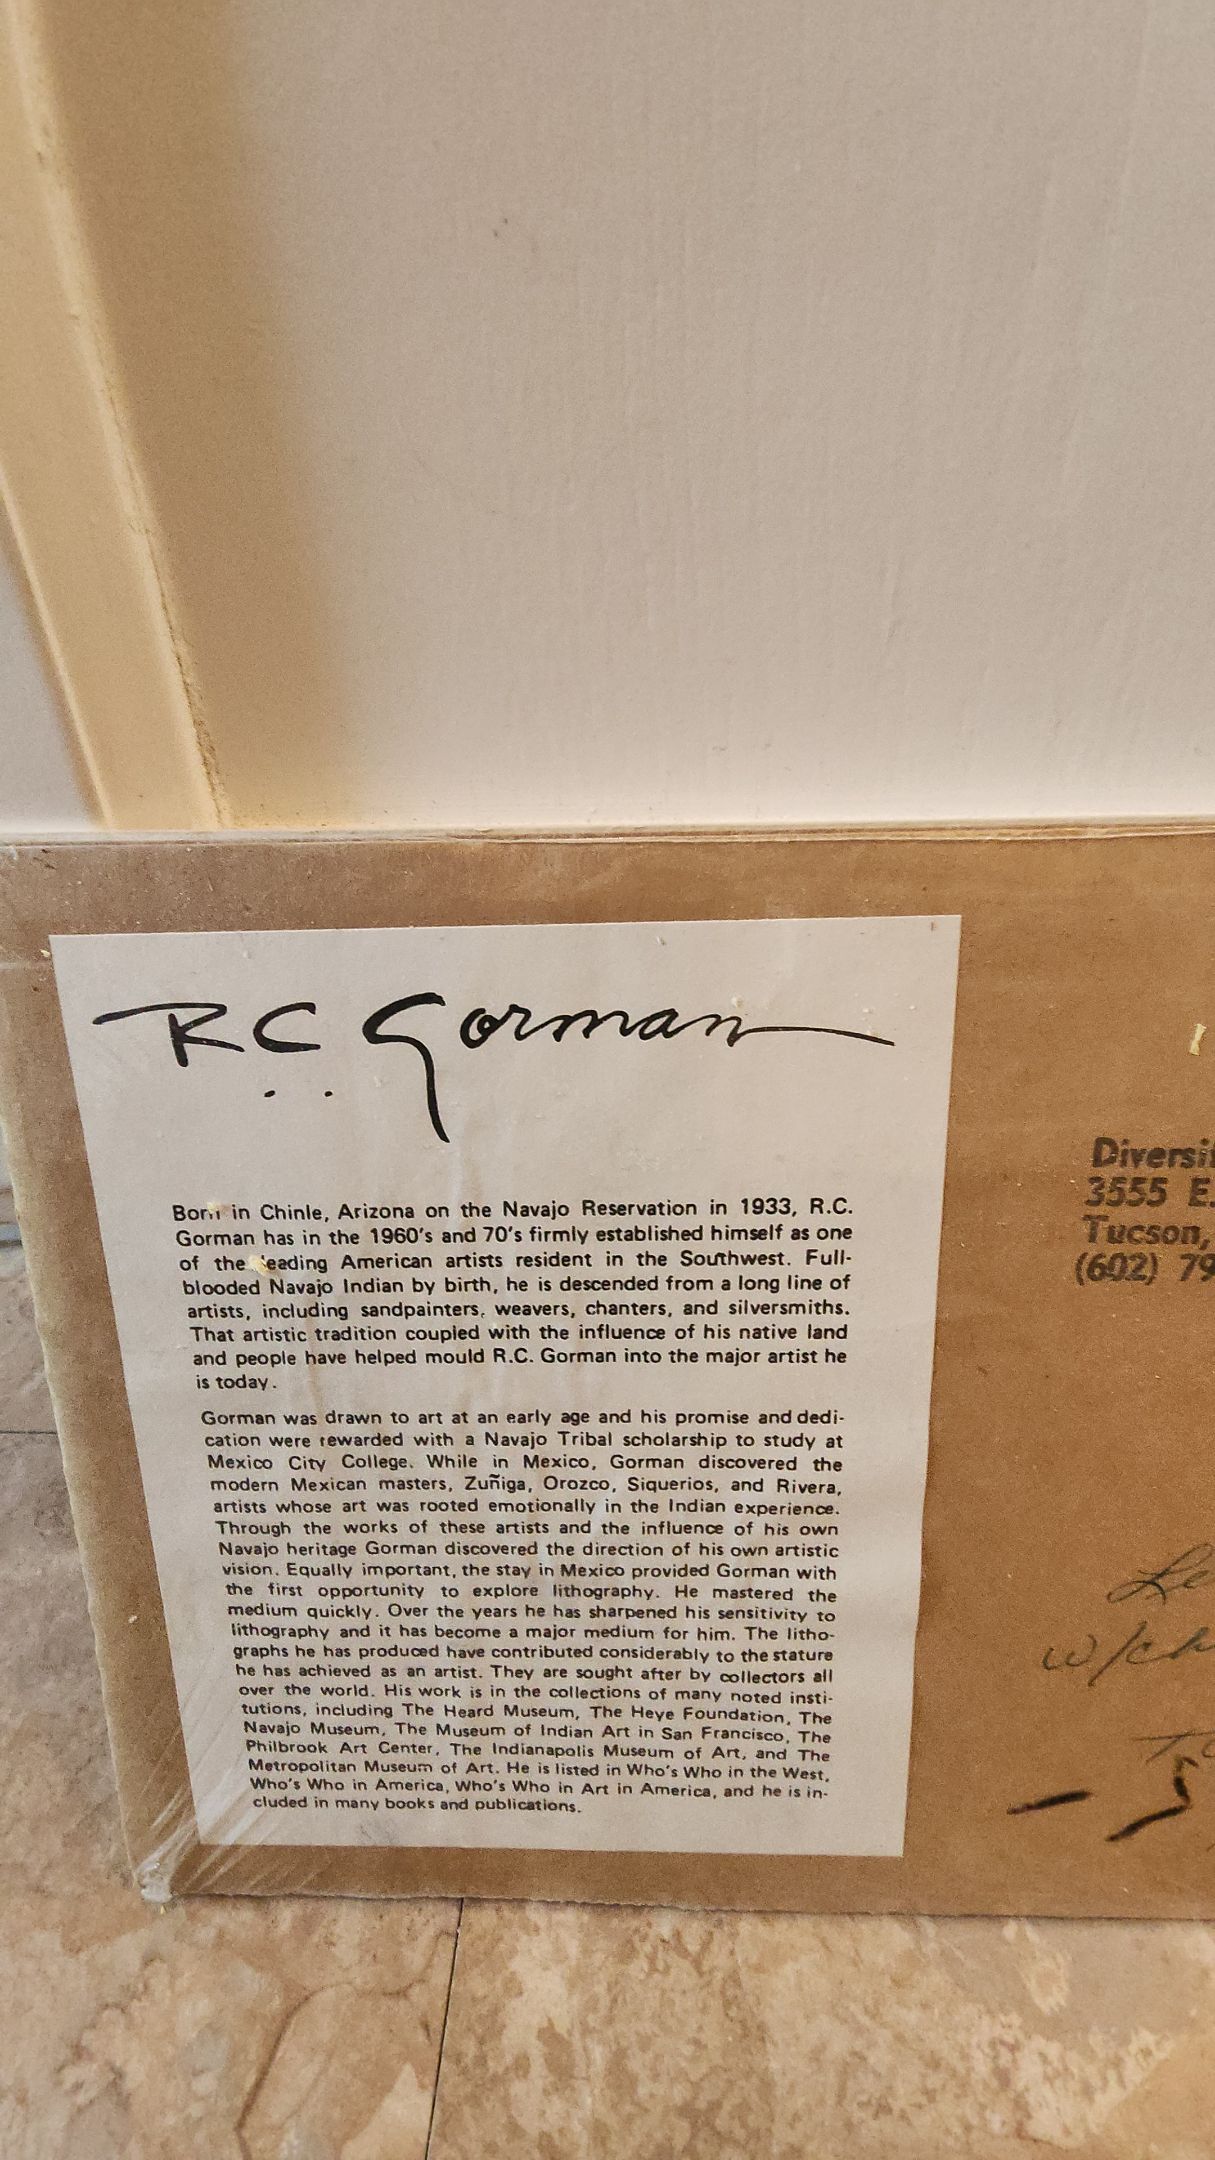 R.C. Gorman
Born in Chinle, Arizona on the Navajo Reservation in 1933, R.C.
Gorman has in the 1960's and 70's firmly established himself as one
of the leading American artists resident in the Southwest. Full-
blooded Navajo Indian by birth, he is descended from a long line of
artists, including sandpainters, weavers, chanters, and silversmiths.
That artistic tradition coupled with the influence of his native land
and people have helped mould R.C. Gorman into the major artist he
is today.
Gorman was drawn to art at an early age and his promise and dedi-
cation were rewarded with a Navajo Tribal scholarship to study at
Mexico City College. While in Mexico, Gorman discovered the
modern Mexican masters, Zuñiga, Orozco, Siquerios, and Rivera,
artists whose art was rooted emotionally in the Indian experience.
Through the works of these artists and the influence of his own
Navajo heritage Gorman discovered the direction of his own artistic
vision. Equally important, the stay in Mexico provided Gorman with
the first opportunity to explore lithography. He mastered the
medium quickly. Over the years he has sharpened his sensitivity to
lithography and it has become a major medium for him. The litho-
graphs he has produced have contributed considerably to the stature
he has achieved as an artist. They are sought after by collectors all
over the world. His work is in the collections of many noted insti-
tutions, including The Heard Museum, The Heye Foundation, The
Navajo Museum, The Museum of Indian Art in San Francisco, The
Philbrook Art Center, The Indianapolis Museum of Art, and The
Metropolitan Museum of Art. He is listed in Who's Who in the West,
Who's Who in America, Who's Who in Art in America, and he is in-
cluded in many books and publications.
Diversi
3555 E.
Tucson,
(602) 79
Le
w/ch
- 5